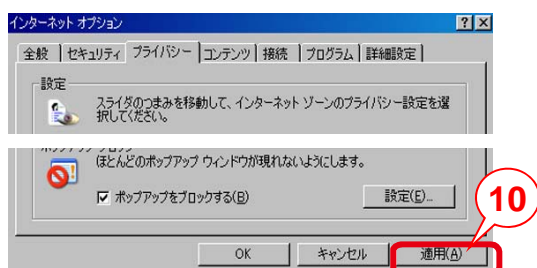 インターネット オプション
全般 セキュリティ プライバシー コンテンツ 接続 プログラム 詳細設定
設定
スライダのつまみを移動して、インターネット ゾーンのプライバシー設定を選
択してください。
ほとんどのポップアップ ウィンドウが現れないようにします。
ポップアップをブロックする(B)
設定(E)...
10
OK キャンセル 適用(A)